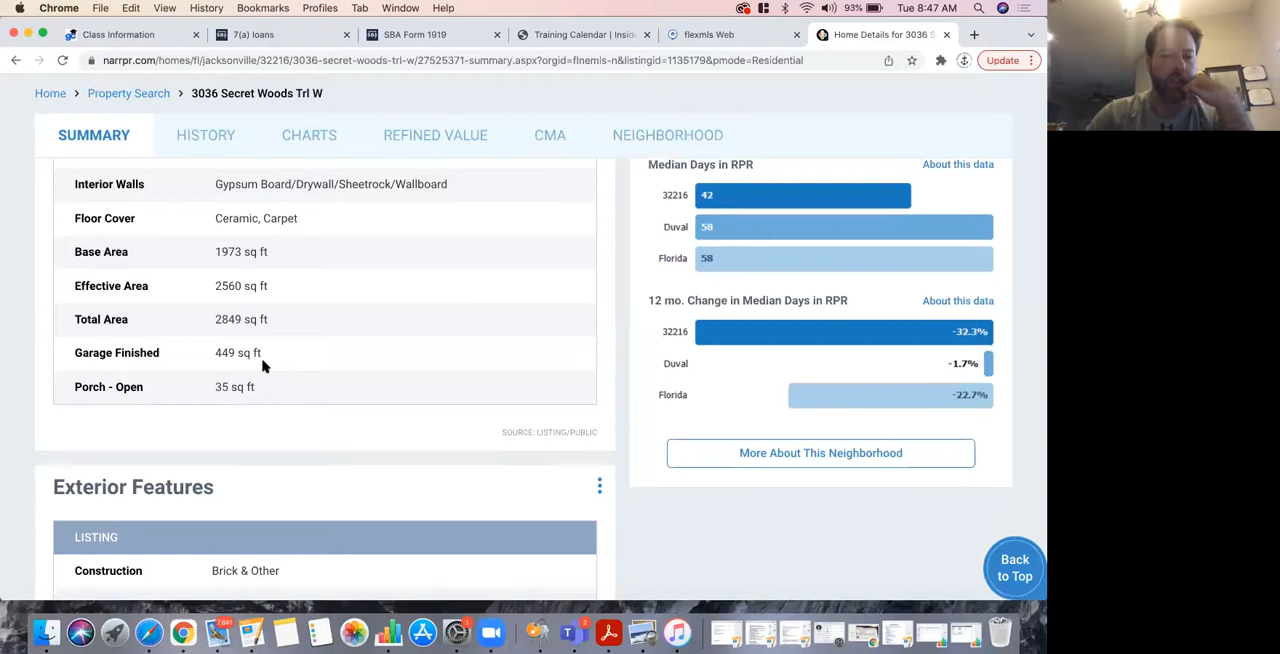 Chrome File Edit View History Bookmarks Profiles Tab Window Help 93% Tue 8:47 AM
Class Information 7(a) loans SBA Form 1919 Training Calendar | Insid flexmls Web Home Details for 3036 S
narrpr.com/homes/fl/jacksonville/32216/3036-secret-woods-trl-w/27525371-summary.aspx?orgid=flnemls-n&listingid=1135179&pmode=Residential Update
Home Property Search 3036 Secret Woods Trl W
SUMMARY HISTORY CHARTS REFINED VALUE CMA NEIGHBORHOOD
Interior Walls Gypsum Board/Drywall/Sheetrock/Wallboard
Floor Cover Ceramic, Carpet
Base Area 1973 sq ft
Effective Area 2560 sq ft
Total Area 2849 sq ft
Garage Finished 449 sq ft
Porch - Open 35 sq ft
SOURCE: LISTING/PUBLIC
Exterior Features
LISTING
Construction Brick & Other
Median Days in RPR About this data
32216 42
Duval 58
Florida 58
12 mo. Change in Median Days in RPR About this data
32216 -32.3%
Duval -1.7%
Florida -22.7%
More About This Neighborhood
Back
to Top
7,841 1 2